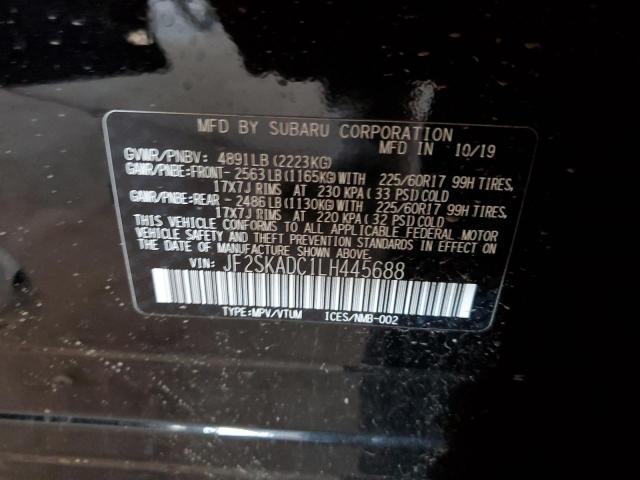 MFD BY SUBARU CORPORATION
MFD IN 10/19
GVWR/PNBV: 4891LB(2223KG)
GAWR/PNBE:FRONT-2563LB(1165KG)WITH 225/60R17 99H TIRES,
17X7J RIMS AT 230 KPA(33 PSI)COLD
GAWR/PNBE:REAR -2486LB(1130KG)WITH 225/60R17 99H TIRES,
17X7J RIMS AT 220 KPA(32 PSI)COLD
THIS VEHICLE CONFORMS TO ALL APPLICABLE FEDERAL MOTOR
VEHICLE SAFETY AND THEFT PREVENTION STANDARDS IN EFFECT ON
THE DATE OF MANUFACTURE SHOWN ABOVE.
VIN: JF2SKADC1LH445688
TYPE:MPV/VTUM ICES/NMB-002